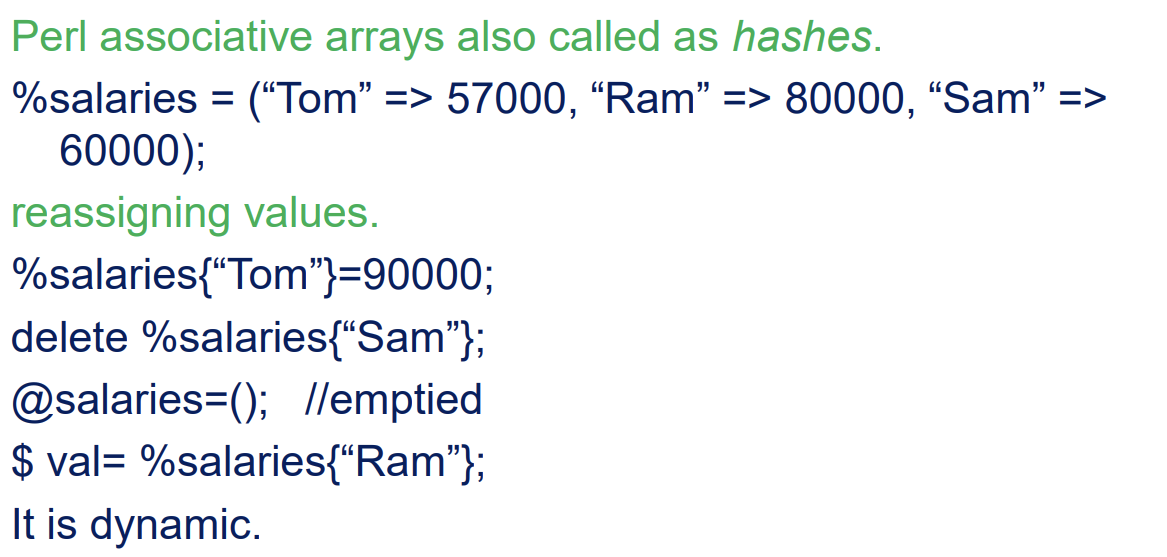 Perl associative arrays also called as hashes.
%salaries = (“Tom” => 57000, “Ram” => 80000, “Sam” =>
60000);
reassigning values.
%salaries{“Tom”}=90000;
delete %salaries{“Sam”};
@salaries=();   //emptied
$ val= %salaries{“Ram”};
It is dynamic.